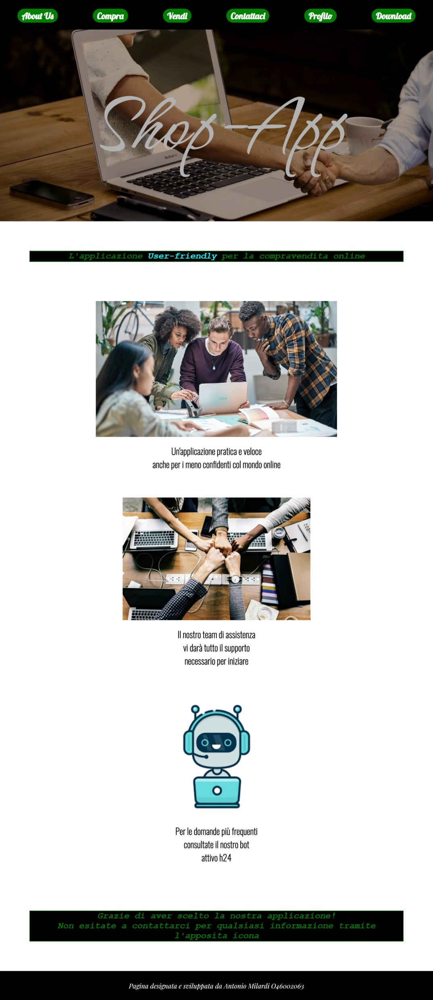 About Us
Compra
Vendi
Contattaci
Profilo
Download
Shop-App
MacBook Air
L'applicazione User-friendly per la compravendita online
ASUS
Un'applicazione pratica e veloce
anche per i meno confidenti col mondo online
Il nostro team di assistenza
vi darà tutto il supporto
necessario per iniziare
Per le domande più frequenti
consultate il nostro bot
attivo h24
Grazie di aver scelto la nostra applicazione!
Non esitate a contattarci per qualsiasi informazione tramite
l'apposita icona
Pagina designata e sviluppata da Antonio Milardi O46002063